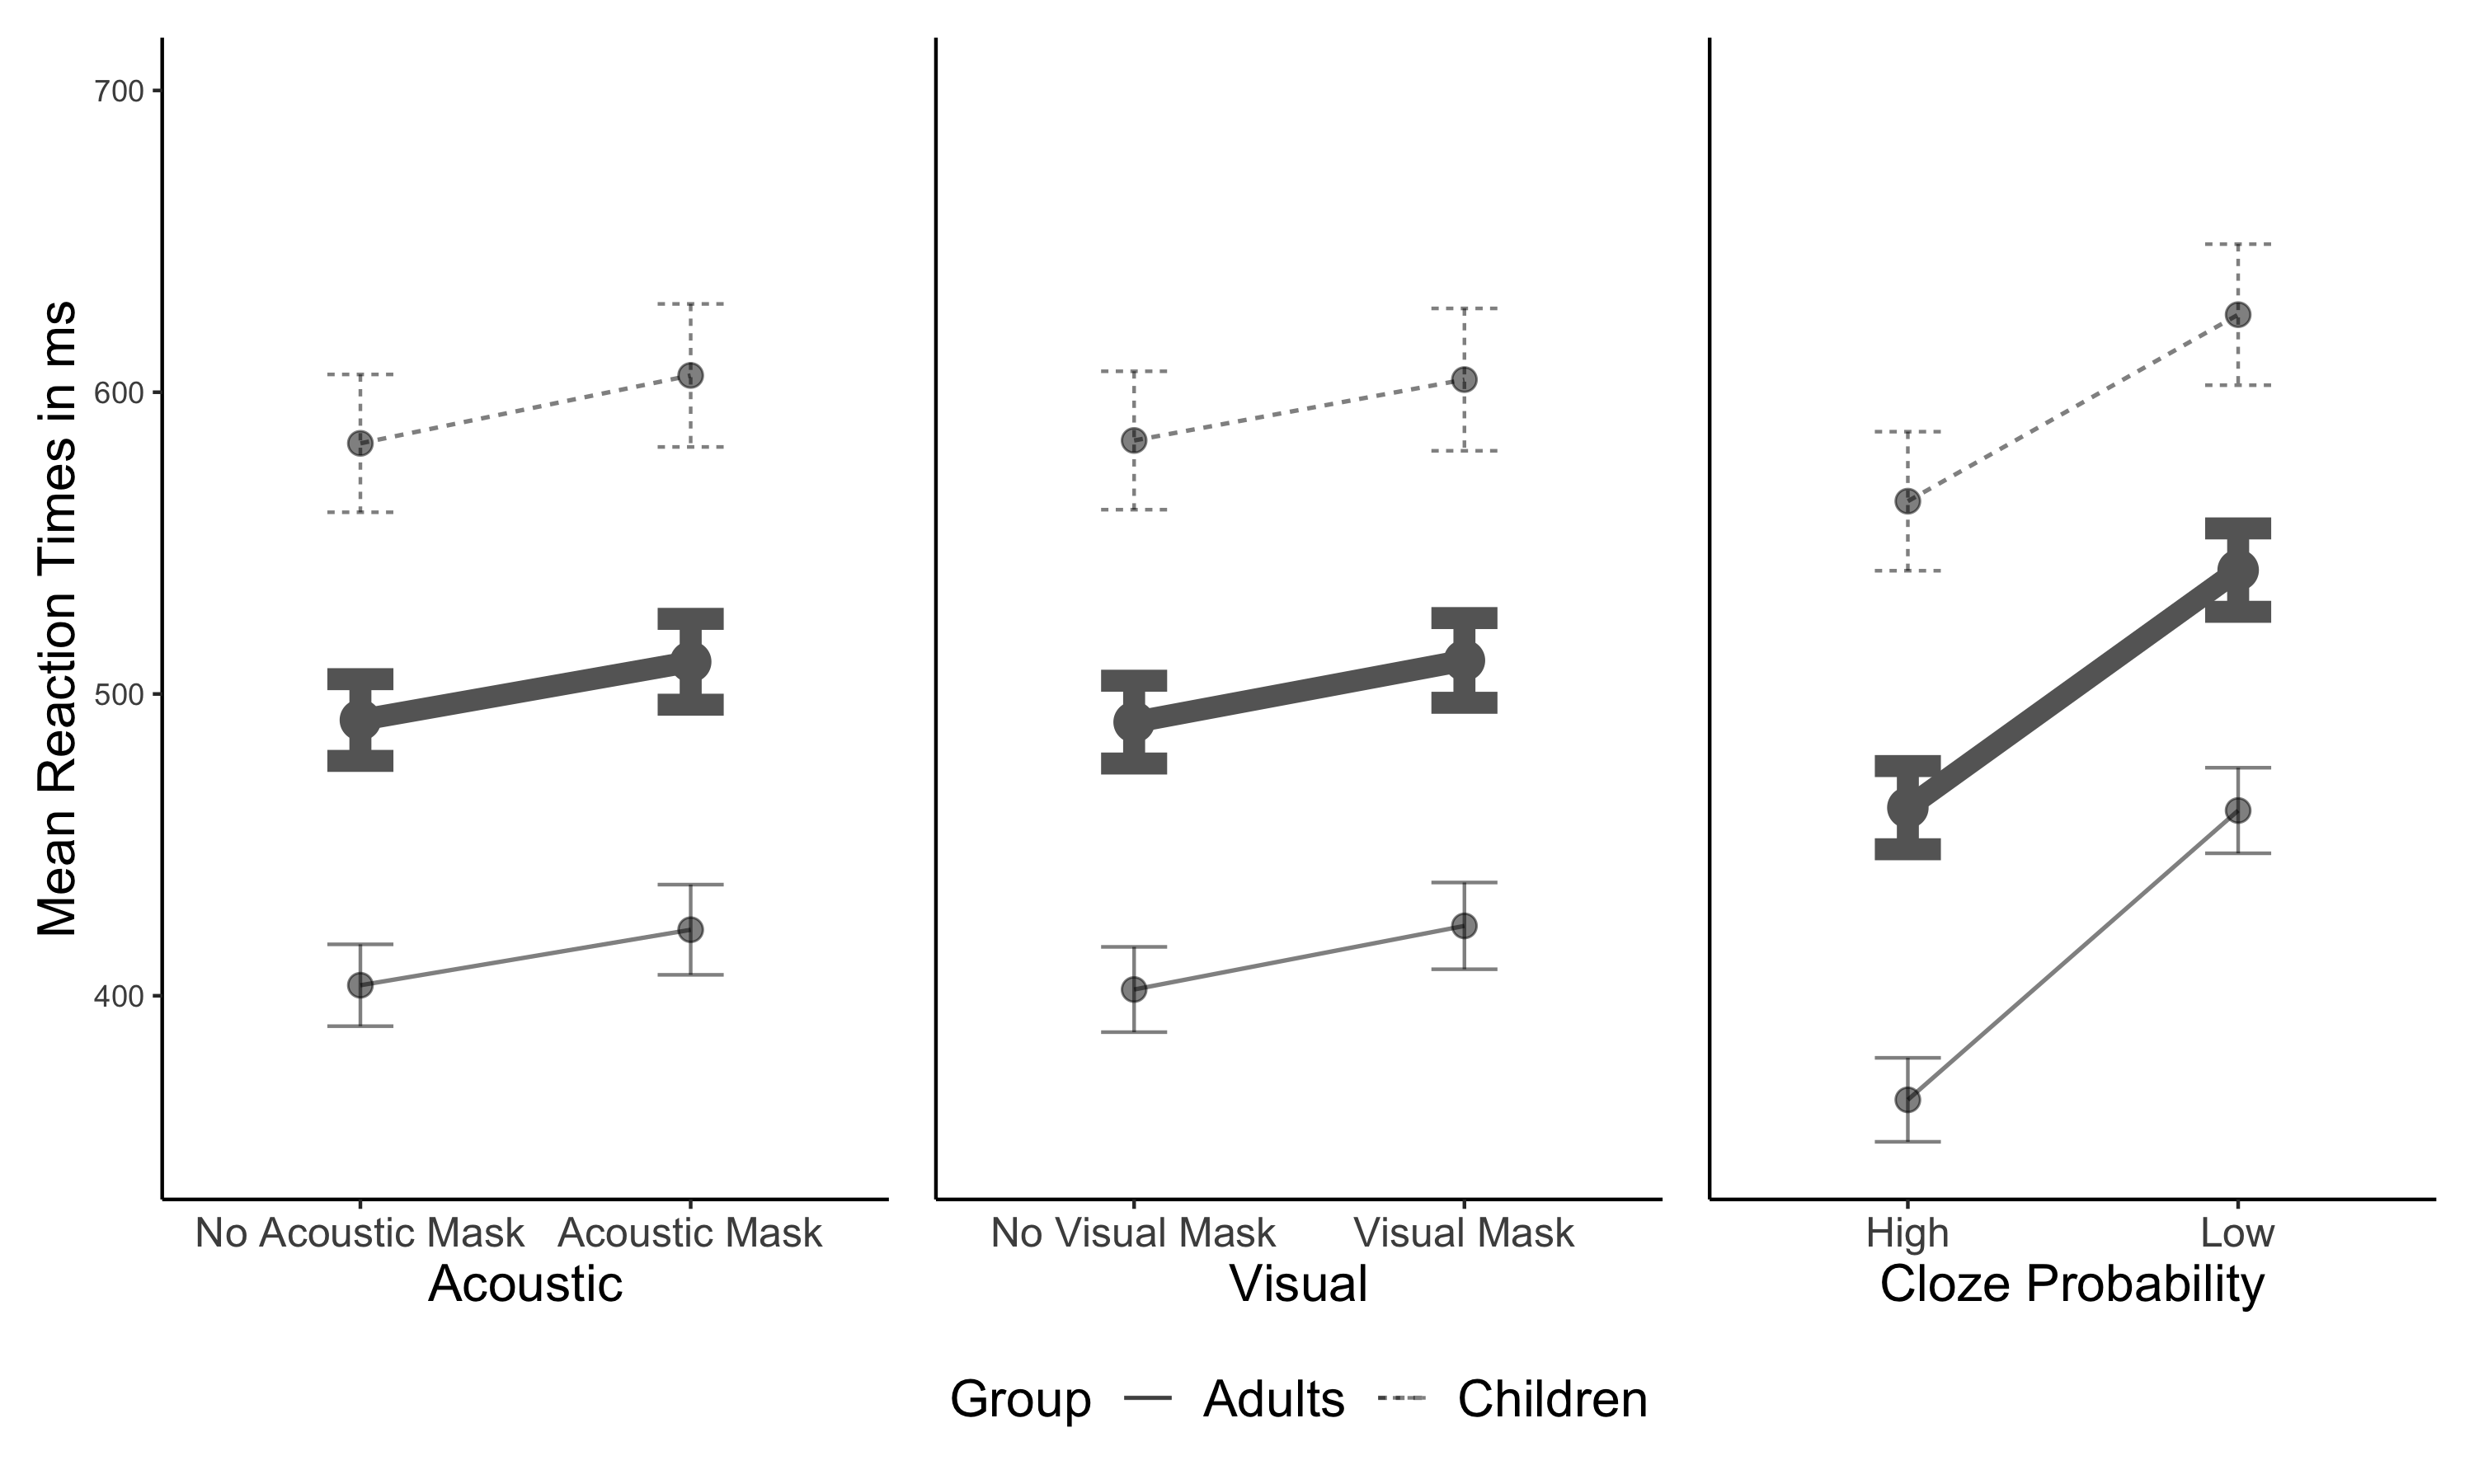 Mean Reaction Times in ms
700
600
500
400
No Acoustic Mask Acoustic Mask
Acoustic
No Visual Mask Visual Mask
Visual
High Low
Cloze Probability
Group Adults Children